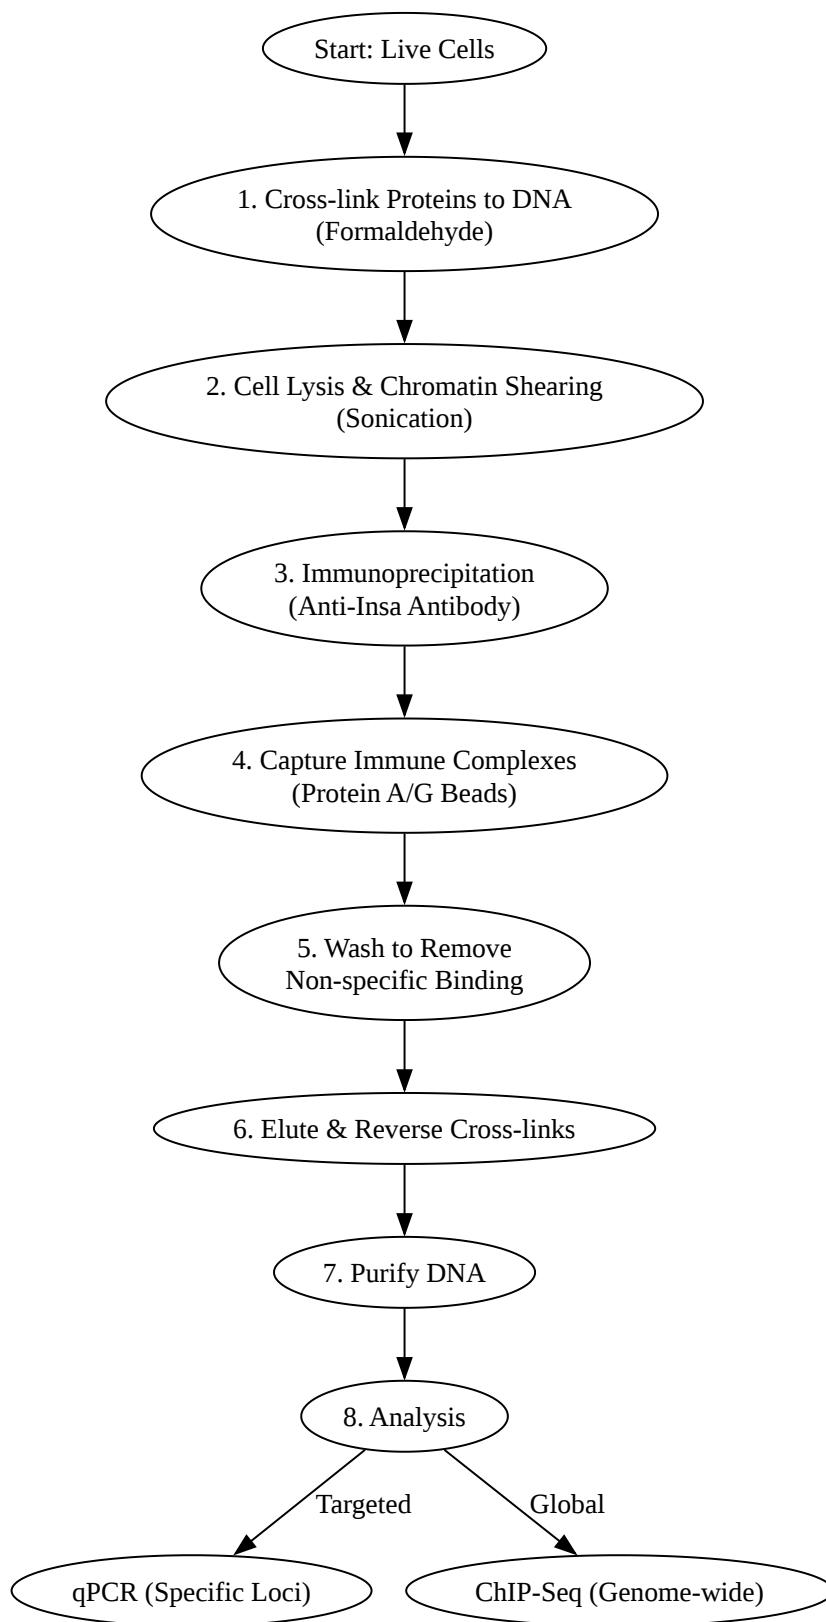 Start: Live Cells
1. Cross-link Proteins to DNA
(Formaldehyde)
2. Cell Lysis & Chromatin Shearing
(Sonication)
3. Immunoprecipitation
(Anti-Insa Antibody)
4. Capture Immune Complexes
(Protein A/G Beads)
5. Wash to Remove
Non-specific Binding
6. Elute & Reverse Cross-links
7. Purify DNA
8. Analysis
Targeted
Global
qPCR (Specific Loci)
ChIP-Seq (Genome-wide)